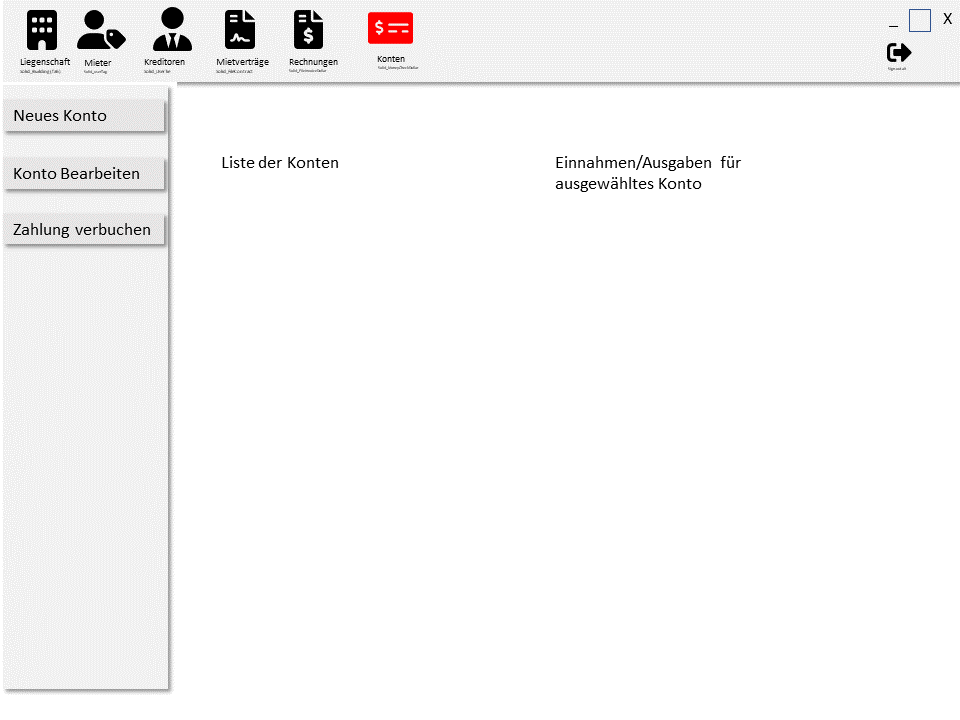 Liegenschaft Mieter Kreditoren Mietverträge Rechnungen Konten
_ X
Neues Konto
Konto Bearbeiten
Zahlung verbuchen
Liste der Konten
Einnahmen/Ausgaben für
ausgewähltes Konto